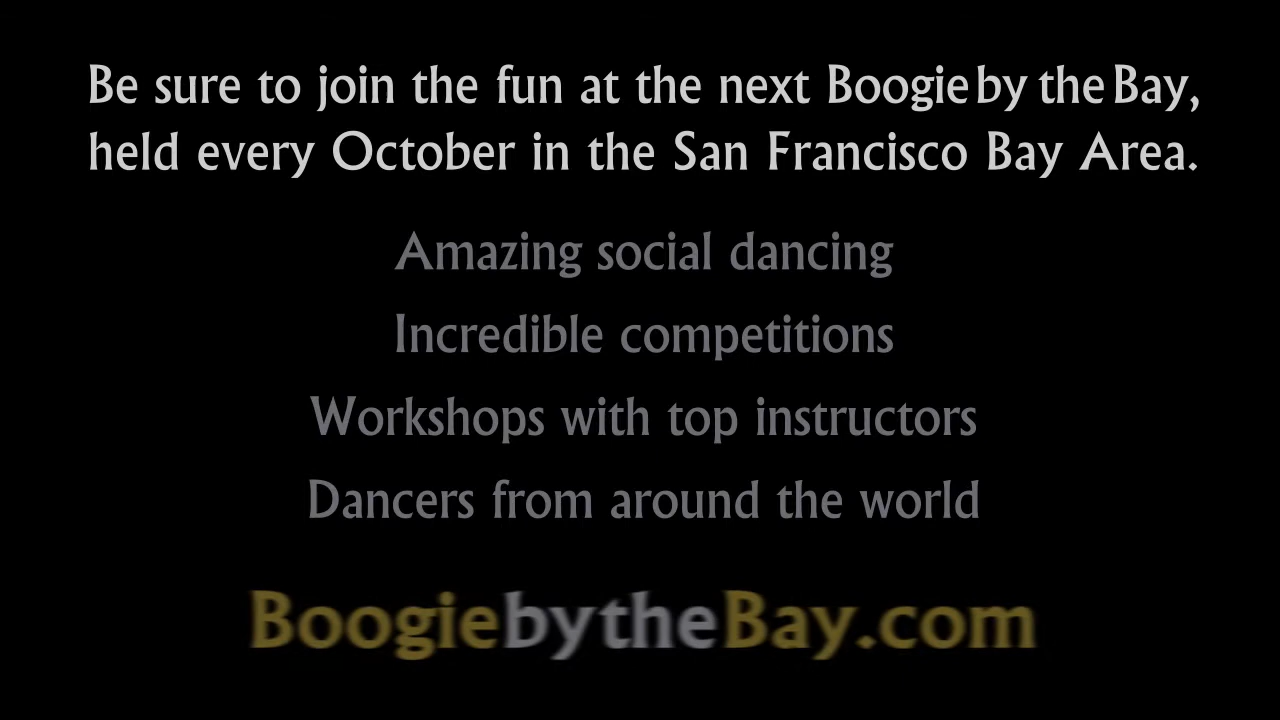 Be sure to join the fun at the next Boogie by the Bay,
held every October in the San Francisco Bay Area.
Amazing social dancing
Incredible competitions
Workshops with top instructors
Dancers from around the world
BoogiebytheBay.com